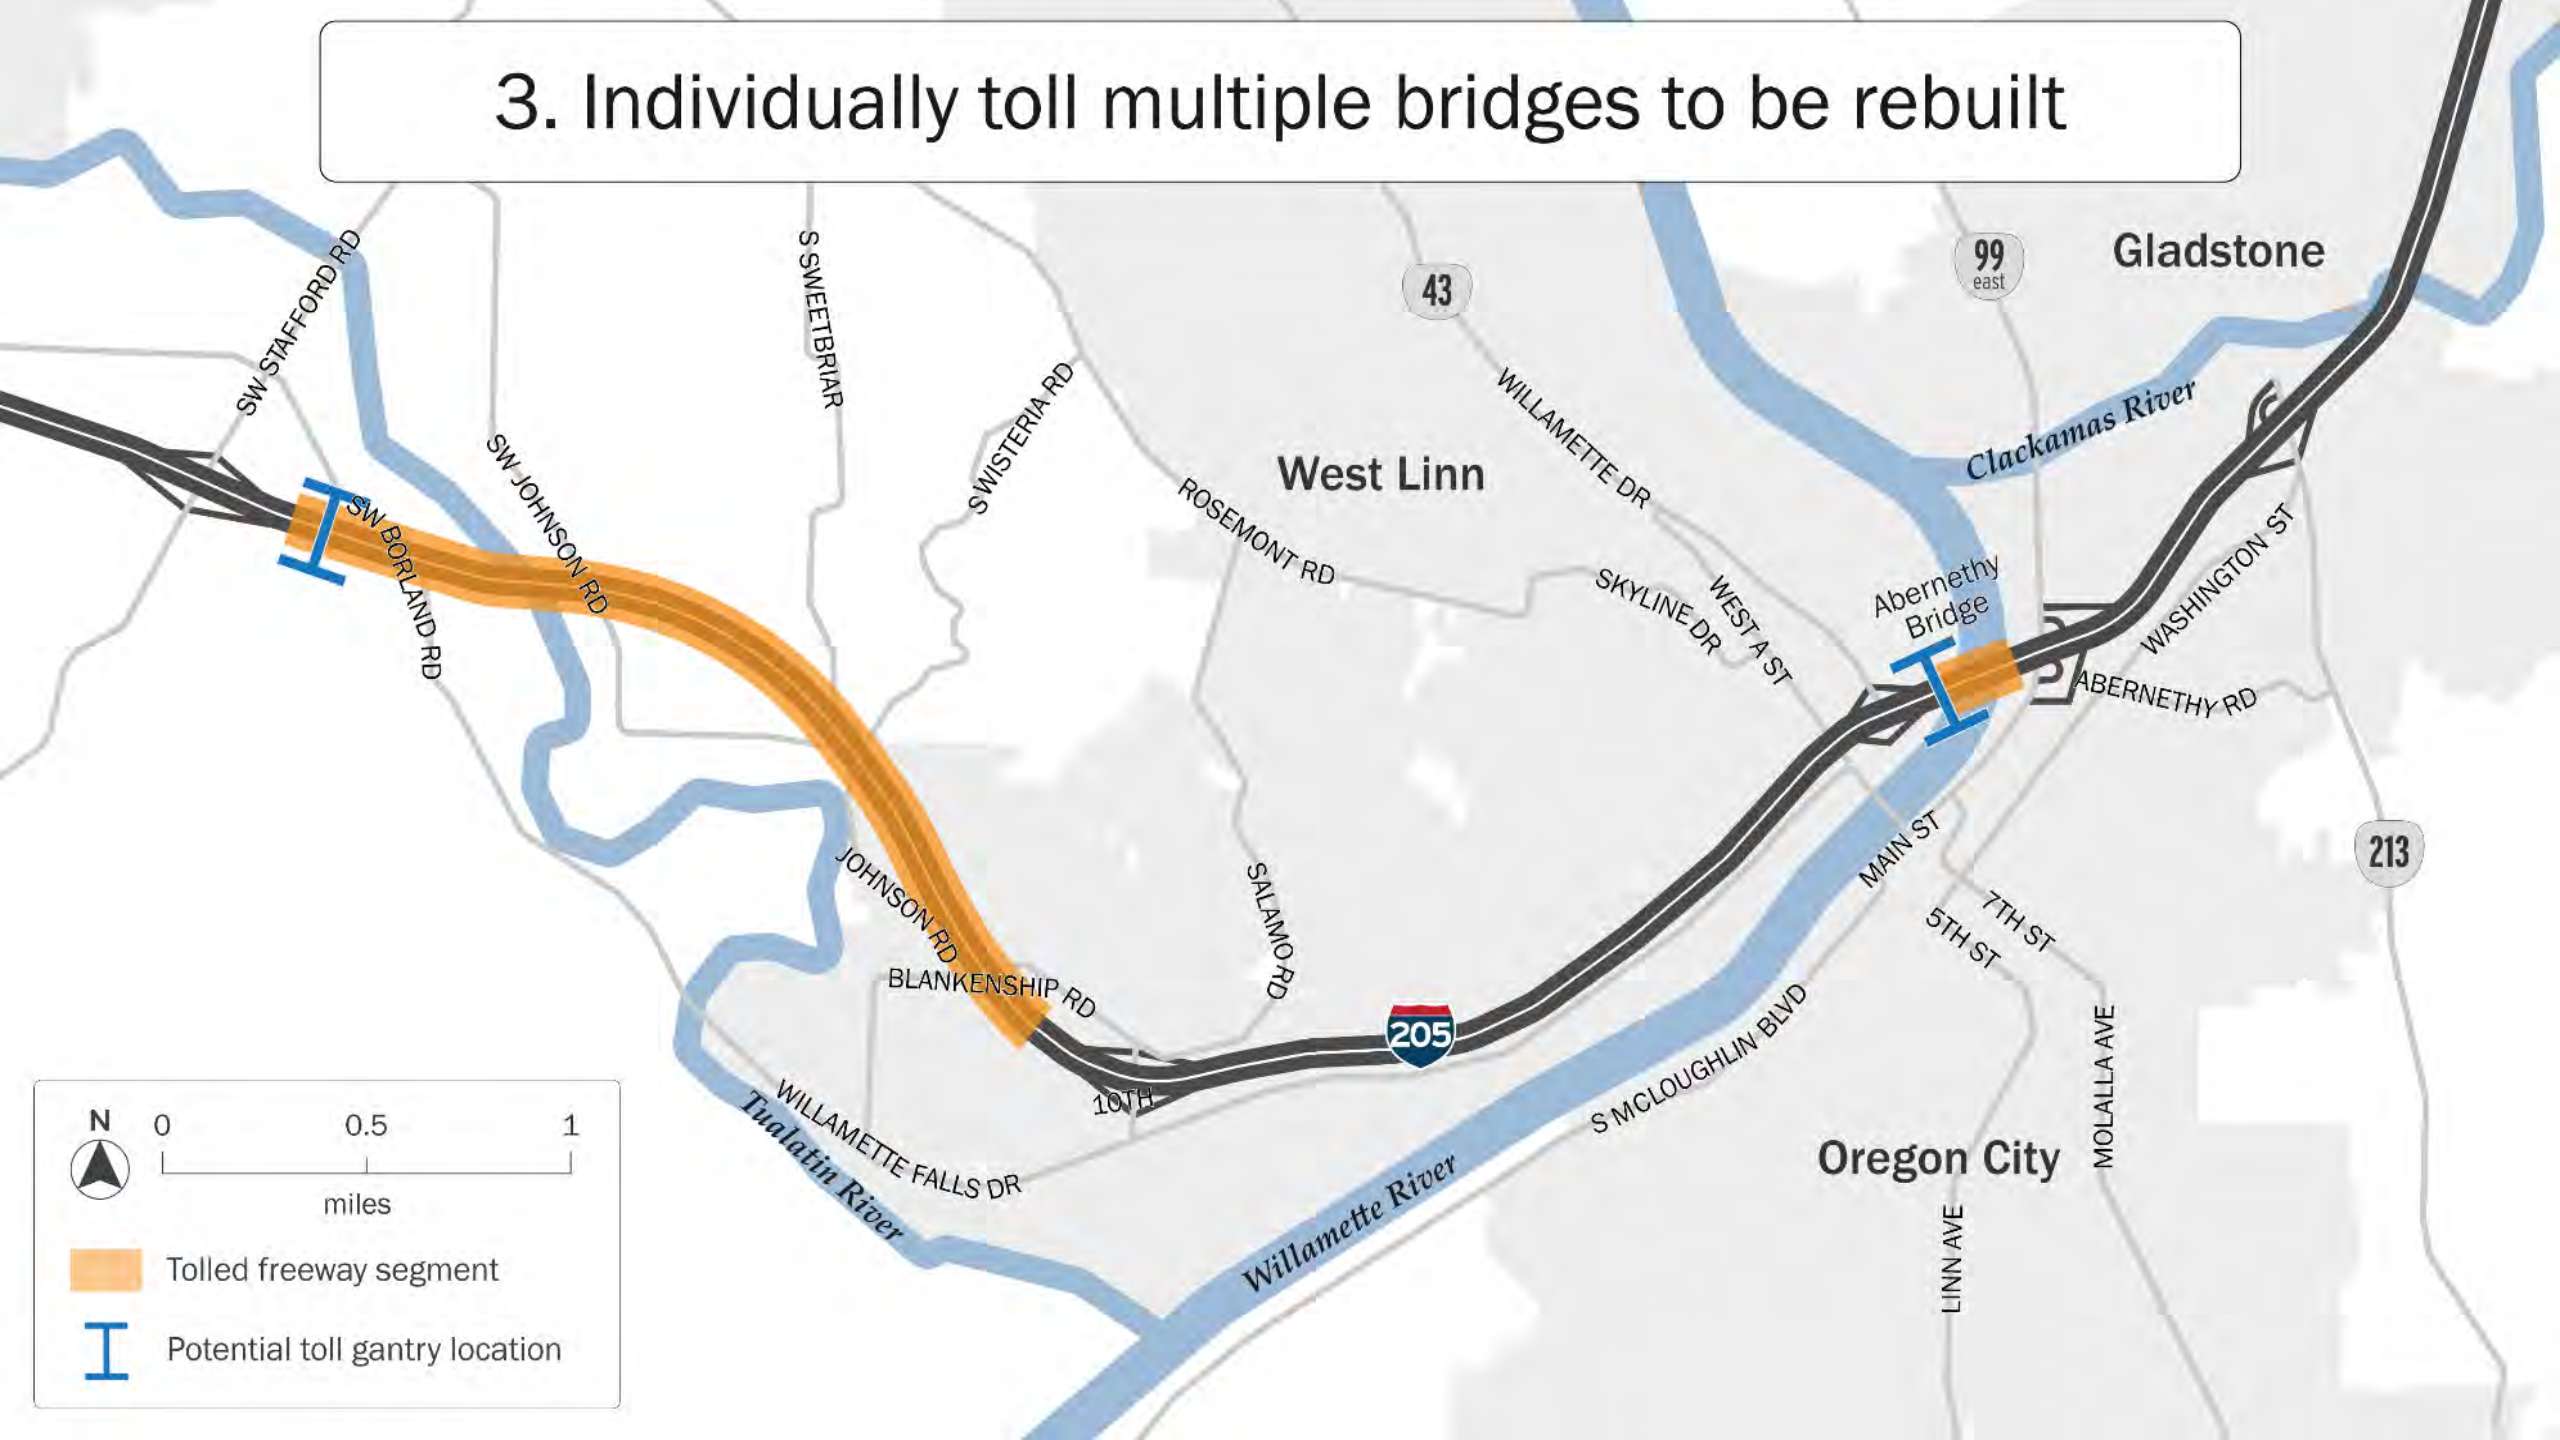 3. Individually toll multiple bridges to be rebuilt
SW STAFFORD RD
S SWEETBRIAR
43
99
east
Gladstone
SW JOHNSON RD
S WISTERIA RD
WILLAMETTE DR
Clackamas River
West Linn
ROSEMONT RD
SW BORLAND RD
SKYLINE DR
WEST A ST
Abernethy
Bridge
WASHINGTON ST
ABERNETHY RD
JOHNSON RD
SALAMO RD
MAIN ST
213
7TH ST
5TH ST
BLANKENSHIP RD
205
S MCLOUGHLIN BLVD
MOLALLA AVE
10TH
WILLAMETTE FALLS DR
Tualatin River
Willamette River
Oregon City
LINN AVE
N
0 0.5 1
miles
Tolled freeway segment
Potential toll gantry location